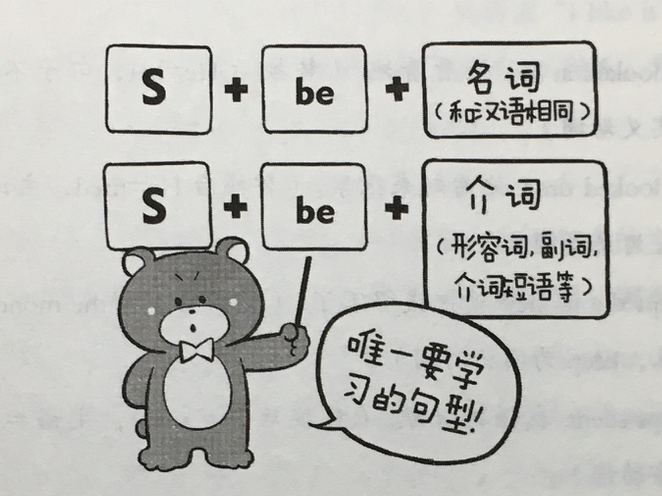 S + be + 名词
(和汉语相同)
S + be + 介词
(形容词,副词,
介词短语等)
唯一要学
习的句型!